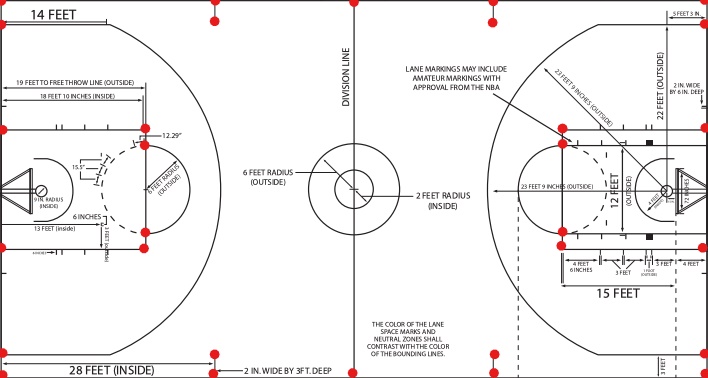 14 FEET
5 FEET 3 IN.
DIVISION LINE
19 FEET TO FREE THROW LINE (OUTSIDE)
18 FEET 10 INCHES (INSIDE)
LANE MARKINGS MAY INCLUDE
AMATEUR MARKINGS WITH
APPROVAL FROM THE NBA
23 FEET 9 INCHES (OUTSIDE)
22 FEET (OUTSIDE)
2 IN. WIDE
BY 6 IN. DEEP
12.29"
15.5"
6 FEET RADIUS
(OUTSIDE)
6 FEET RADIUS
(OUTSIDE)
2 FEET RADIUS
(INSIDE)
23 FEET 9 INCHES (OUTSIDE)
12 FEET
(OUTSIDE)
4 FEET
72 INCHES
9 IN. RADIUS
(INSIDE)
6 INCHES
13 FEET (inside)
4 FEET
6 INCHES
3 FEET
1 FOOT
(OUTSIDE)
3 FEET
4 FEET
15 FEET
THE COLOR OF THE LANE
SPACE MARKS AND
NEUTRAL ZONES SHALL
CONTRAST WITH THE COLOR
OF THE BOUNDING LINES.
28 FEET (INSIDE)
2 IN. WIDE BY 3FT. DEEP
3 FEET